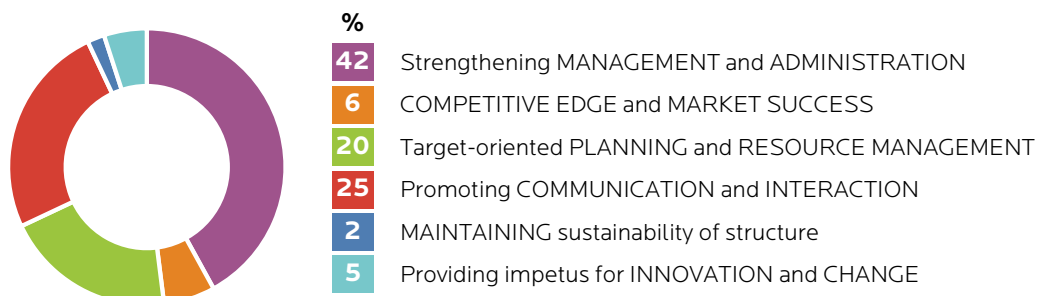 %
42 Strengthening MANAGEMENT and ADMINISTRATION
6 COMPETITIVE EDGE and MARKET SUCCESS
20 Target-oriented PLANNING and RESOURCE MANAGEMENT
25 Promoting COMMUNICATION and INTERACTION
2 MAINTAINING sustainability of structure
5 Providing impetus for INNOVATION and CHANGE